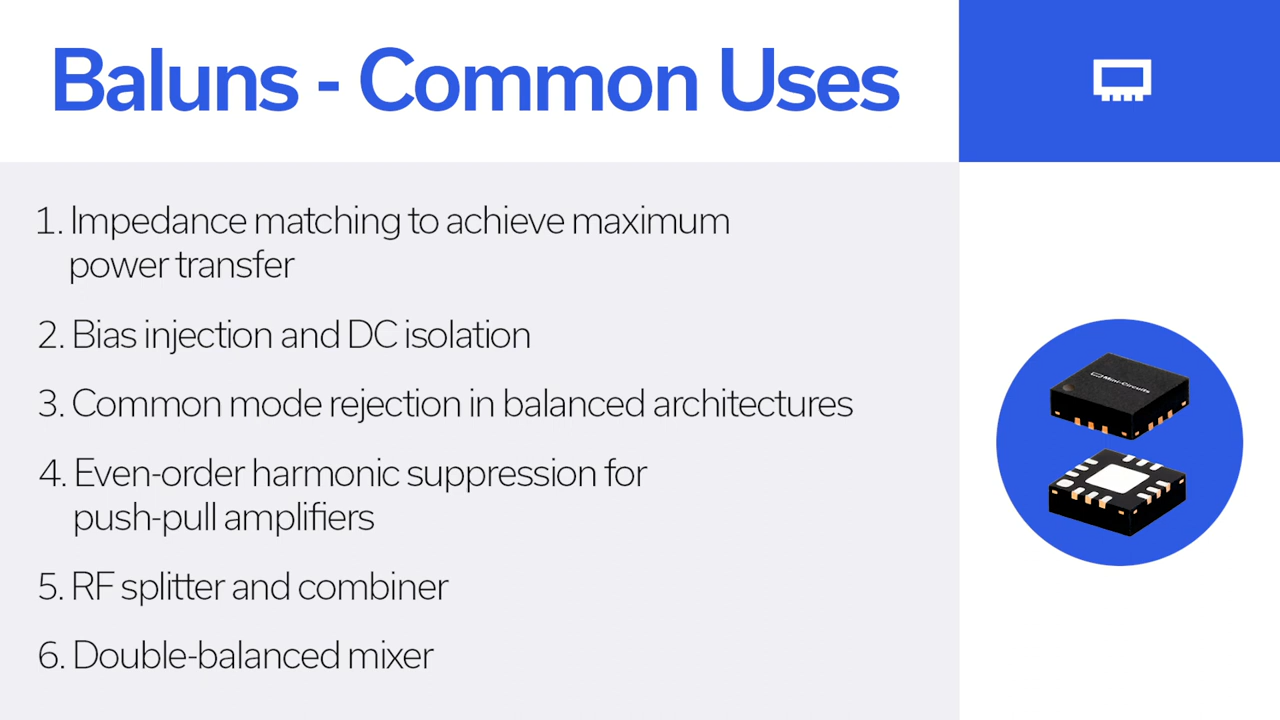 Baluns - Common Uses
1. Impedance matching to achieve maximum
power transfer
2. Bias injection and DC isolation
3. Common mode rejection in balanced architectures
4. Even-order harmonic suppression for
push-pull amplifiers
5. RF splitter and combiner
6. Double-balanced mixer
Mini-Circuits